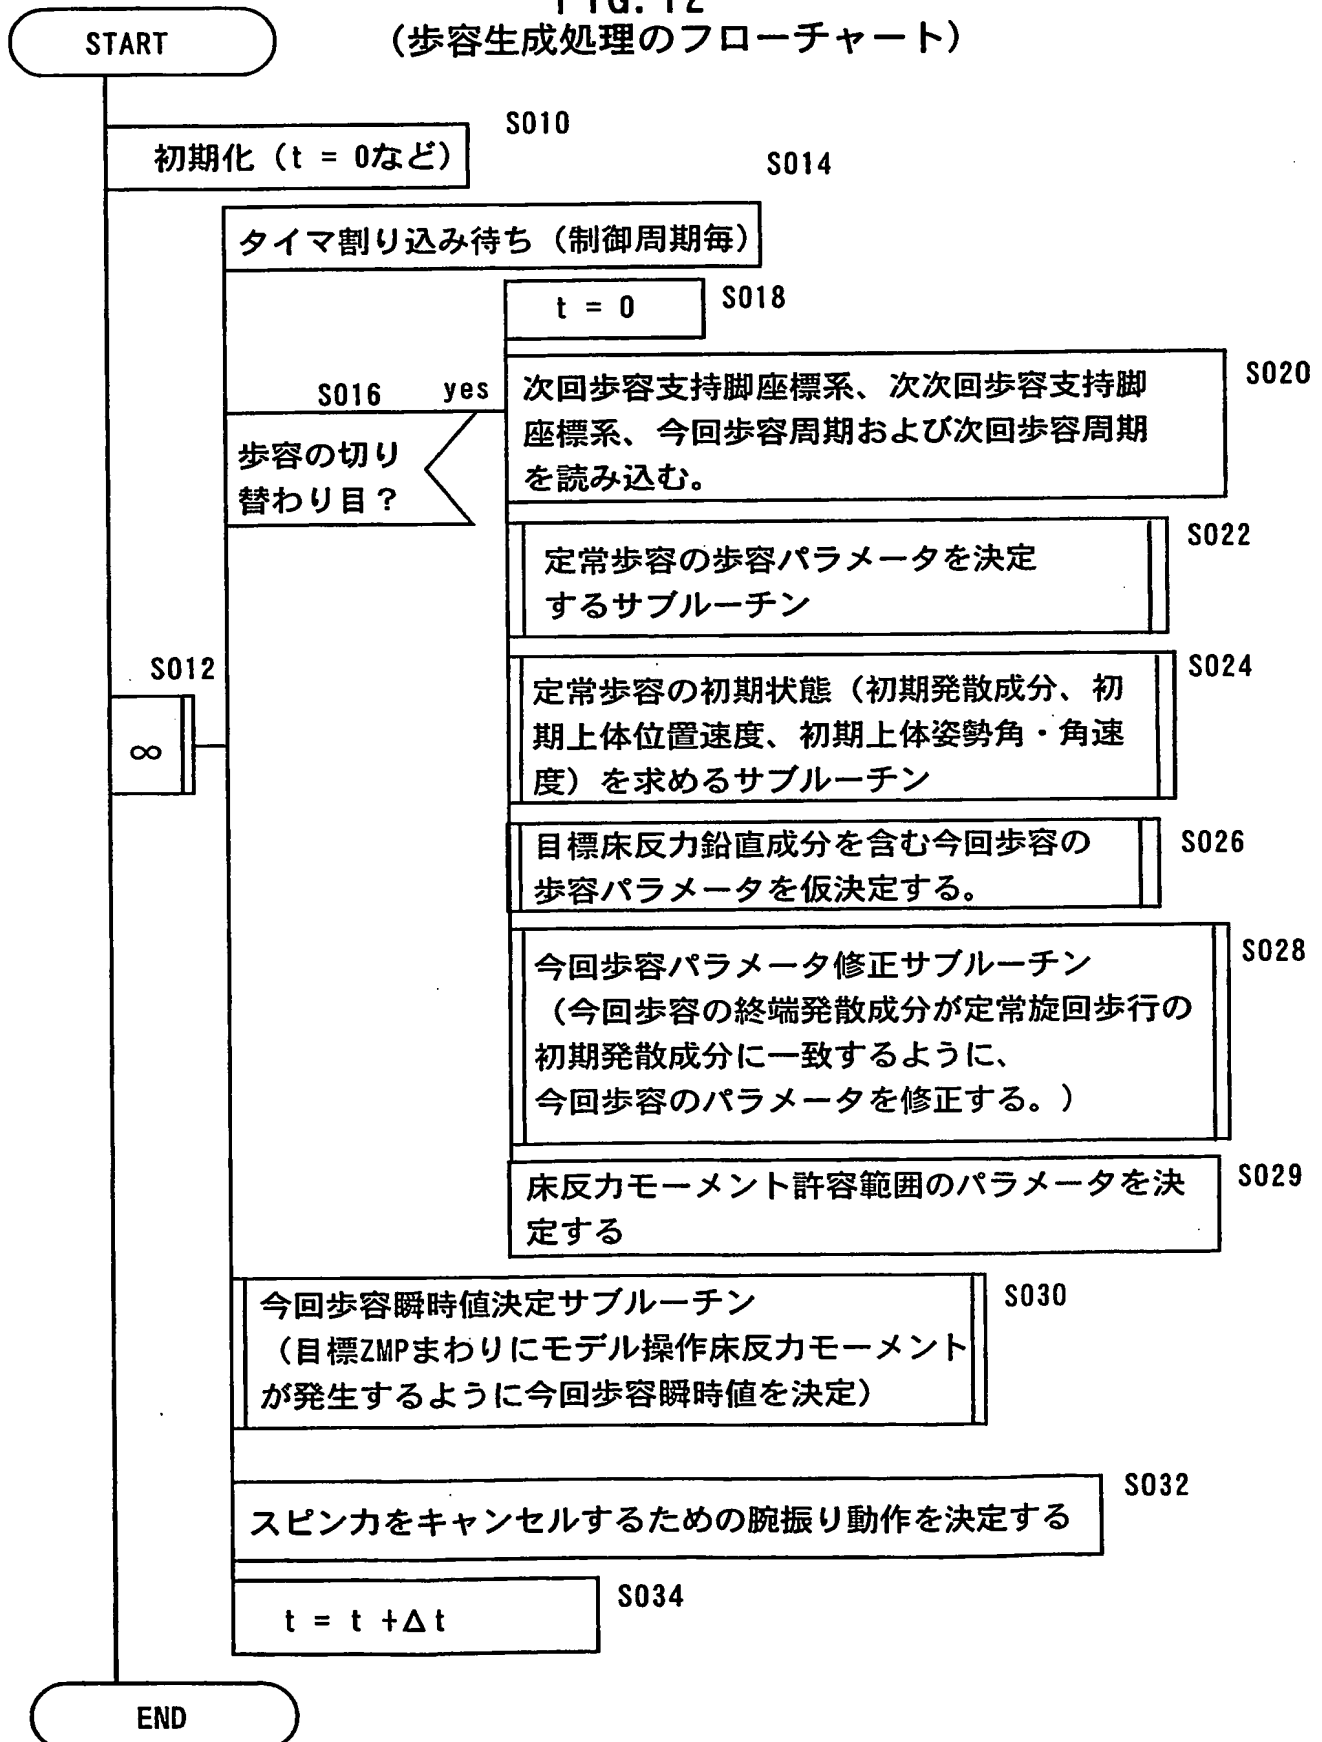 FIG. 12
(歩容生成処理のフローチャート)
START
S010
初期化 (t = 0など)
S014
タイマ割り込み待ち (制御周期毎)
S018
t = 0
S016
yes
歩容の切り
替わり目?
S020
次回歩容支持脚座標系、次次回歩容支持脚
座標系、今回歩容周期および次回歩容周期
を読み込む。
S022
定常歩容の歩容パラメータを決定
するサブルーチン
S012
∞
S024
定常歩容の初期状態 (初期発散成分、初
期上体位置速度、初期上体姿勢角・角速
度) を求めるサブルーチン
S026
目標床反力鉛直成分を含む今回歩容の
歩容パラメータを仮決定する。
S028
今回歩容パラメータ修正サブルーチン
(今回歩容の終端発散成分が定常旋回歩行の
初期発散成分に一致するように、
今回歩容のパラメータを修正する。)
S029
床反力モーメント許容範囲のパラメータを決
定する
S030
今回歩容瞬時値決定サブルーチン
(目標ZMPまわりにモデル操作床反力モーメント
が発生するように今回歩容瞬時値を決定)
S032
スピン力をキャンセルするための腕振り動作を決定する
S034
t = t +Δt
END